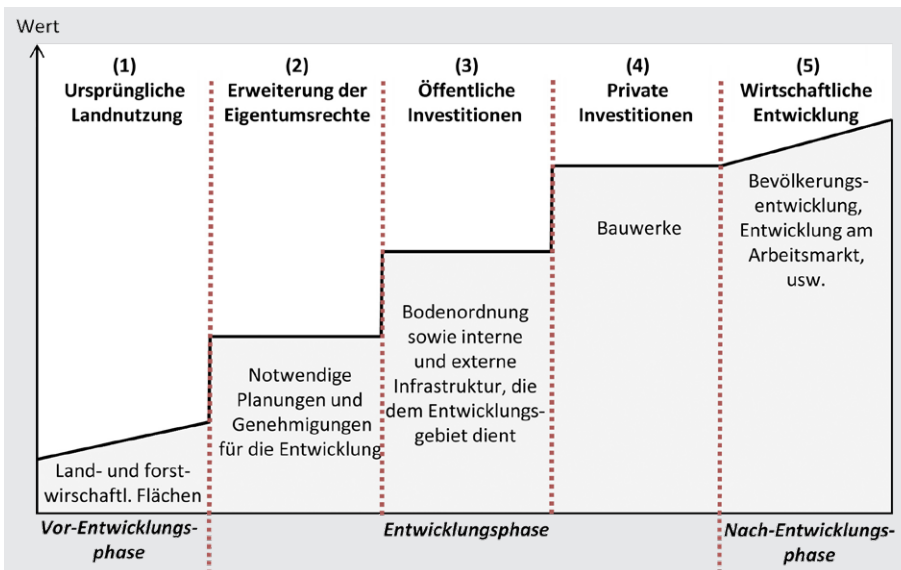 Wert
(1)
Ursprüngliche
Landnutzung
(2)
Erweiterung der
Eigentumsrechte
(3)
Öffentliche
Investitionen
(4)
Private
Investitionen
(5)
Wirtschaftliche
Entwicklung
Land- und forst-
wirschaftl. Flächen
Notwendige
Planungen und
Genehmigungen
für die Entwicklung
Bodenordnung
sowie interne
und externe
Infrastruktur, die
dem Entwicklungs-
gebiet dient
Bauwerke
Bevölkerungs-
entwicklung,
Entwicklung am
Arbeitsmarkt,
usw.
Vor-Entwicklungs-
phase
Entwicklungsphase
Nach-Entwicklungs-
phase